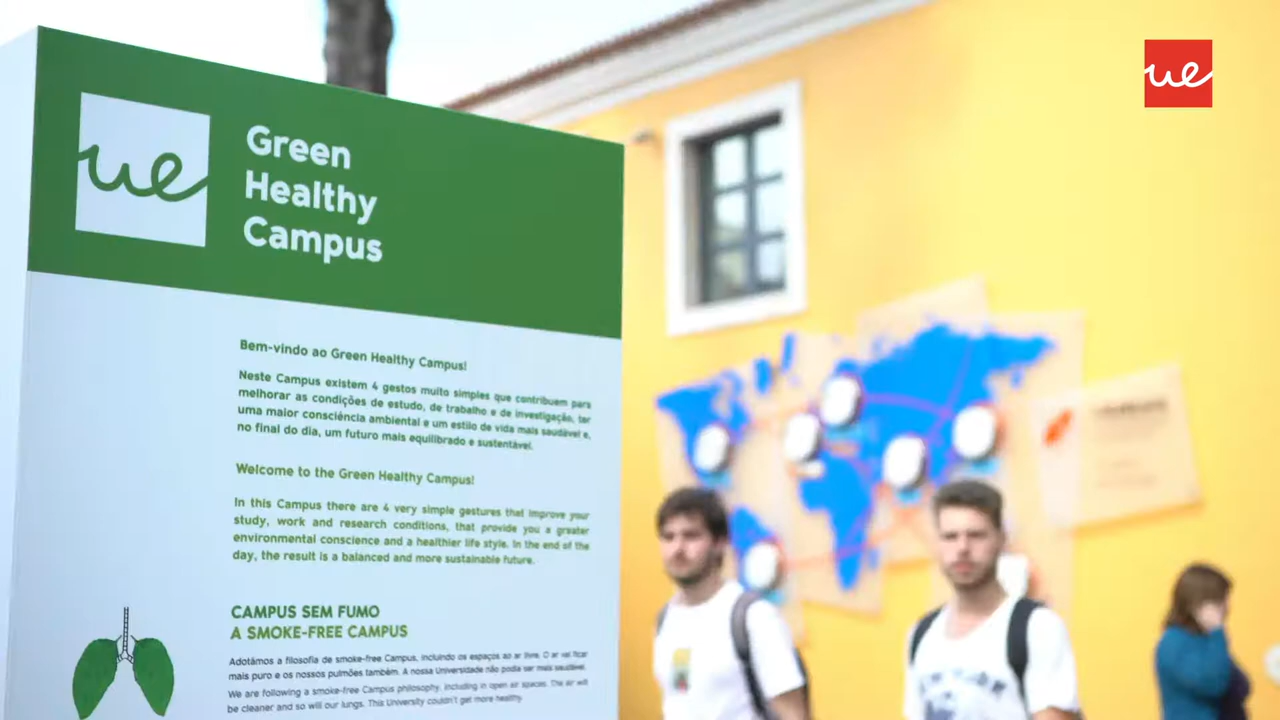 ue
ue
Green
Healthy
Campus
Bem-vindo ao Green Healthy Campus!
Neste Campus existem 4 gestos muito simples que contribuem para
melhorar as condições de estudo, de trabalho e de investigação, ter
uma maior consciência ambiental e um estilo de vida mais saudável e,
no final do dia, um futuro mais equilibrado e sustentável.
Welcome to the Green Healthy Campus!
In this Campus there are 4 very simple gestures that improve your
study, work and research conditions, that provide you a greater
environmental conscience and a healthier life style. In the end of the
day, the result is a balanced and more sustainable future.
CAMPUS SEM FUMO
A SMOKE-FREE CAMPUS
Adotámos a filosofia de smoke-free Campus, incluindo os espaços ao ar livre. O ar vai ficar
mais puro e os nossos pulmões também. A nossa Universidade não podia ser mais saudável.
We are following a smoke-free Campus philosophy, including in open air spaces. The air will
be cleaner and so will our lungs. This University couldn't get more healthy.